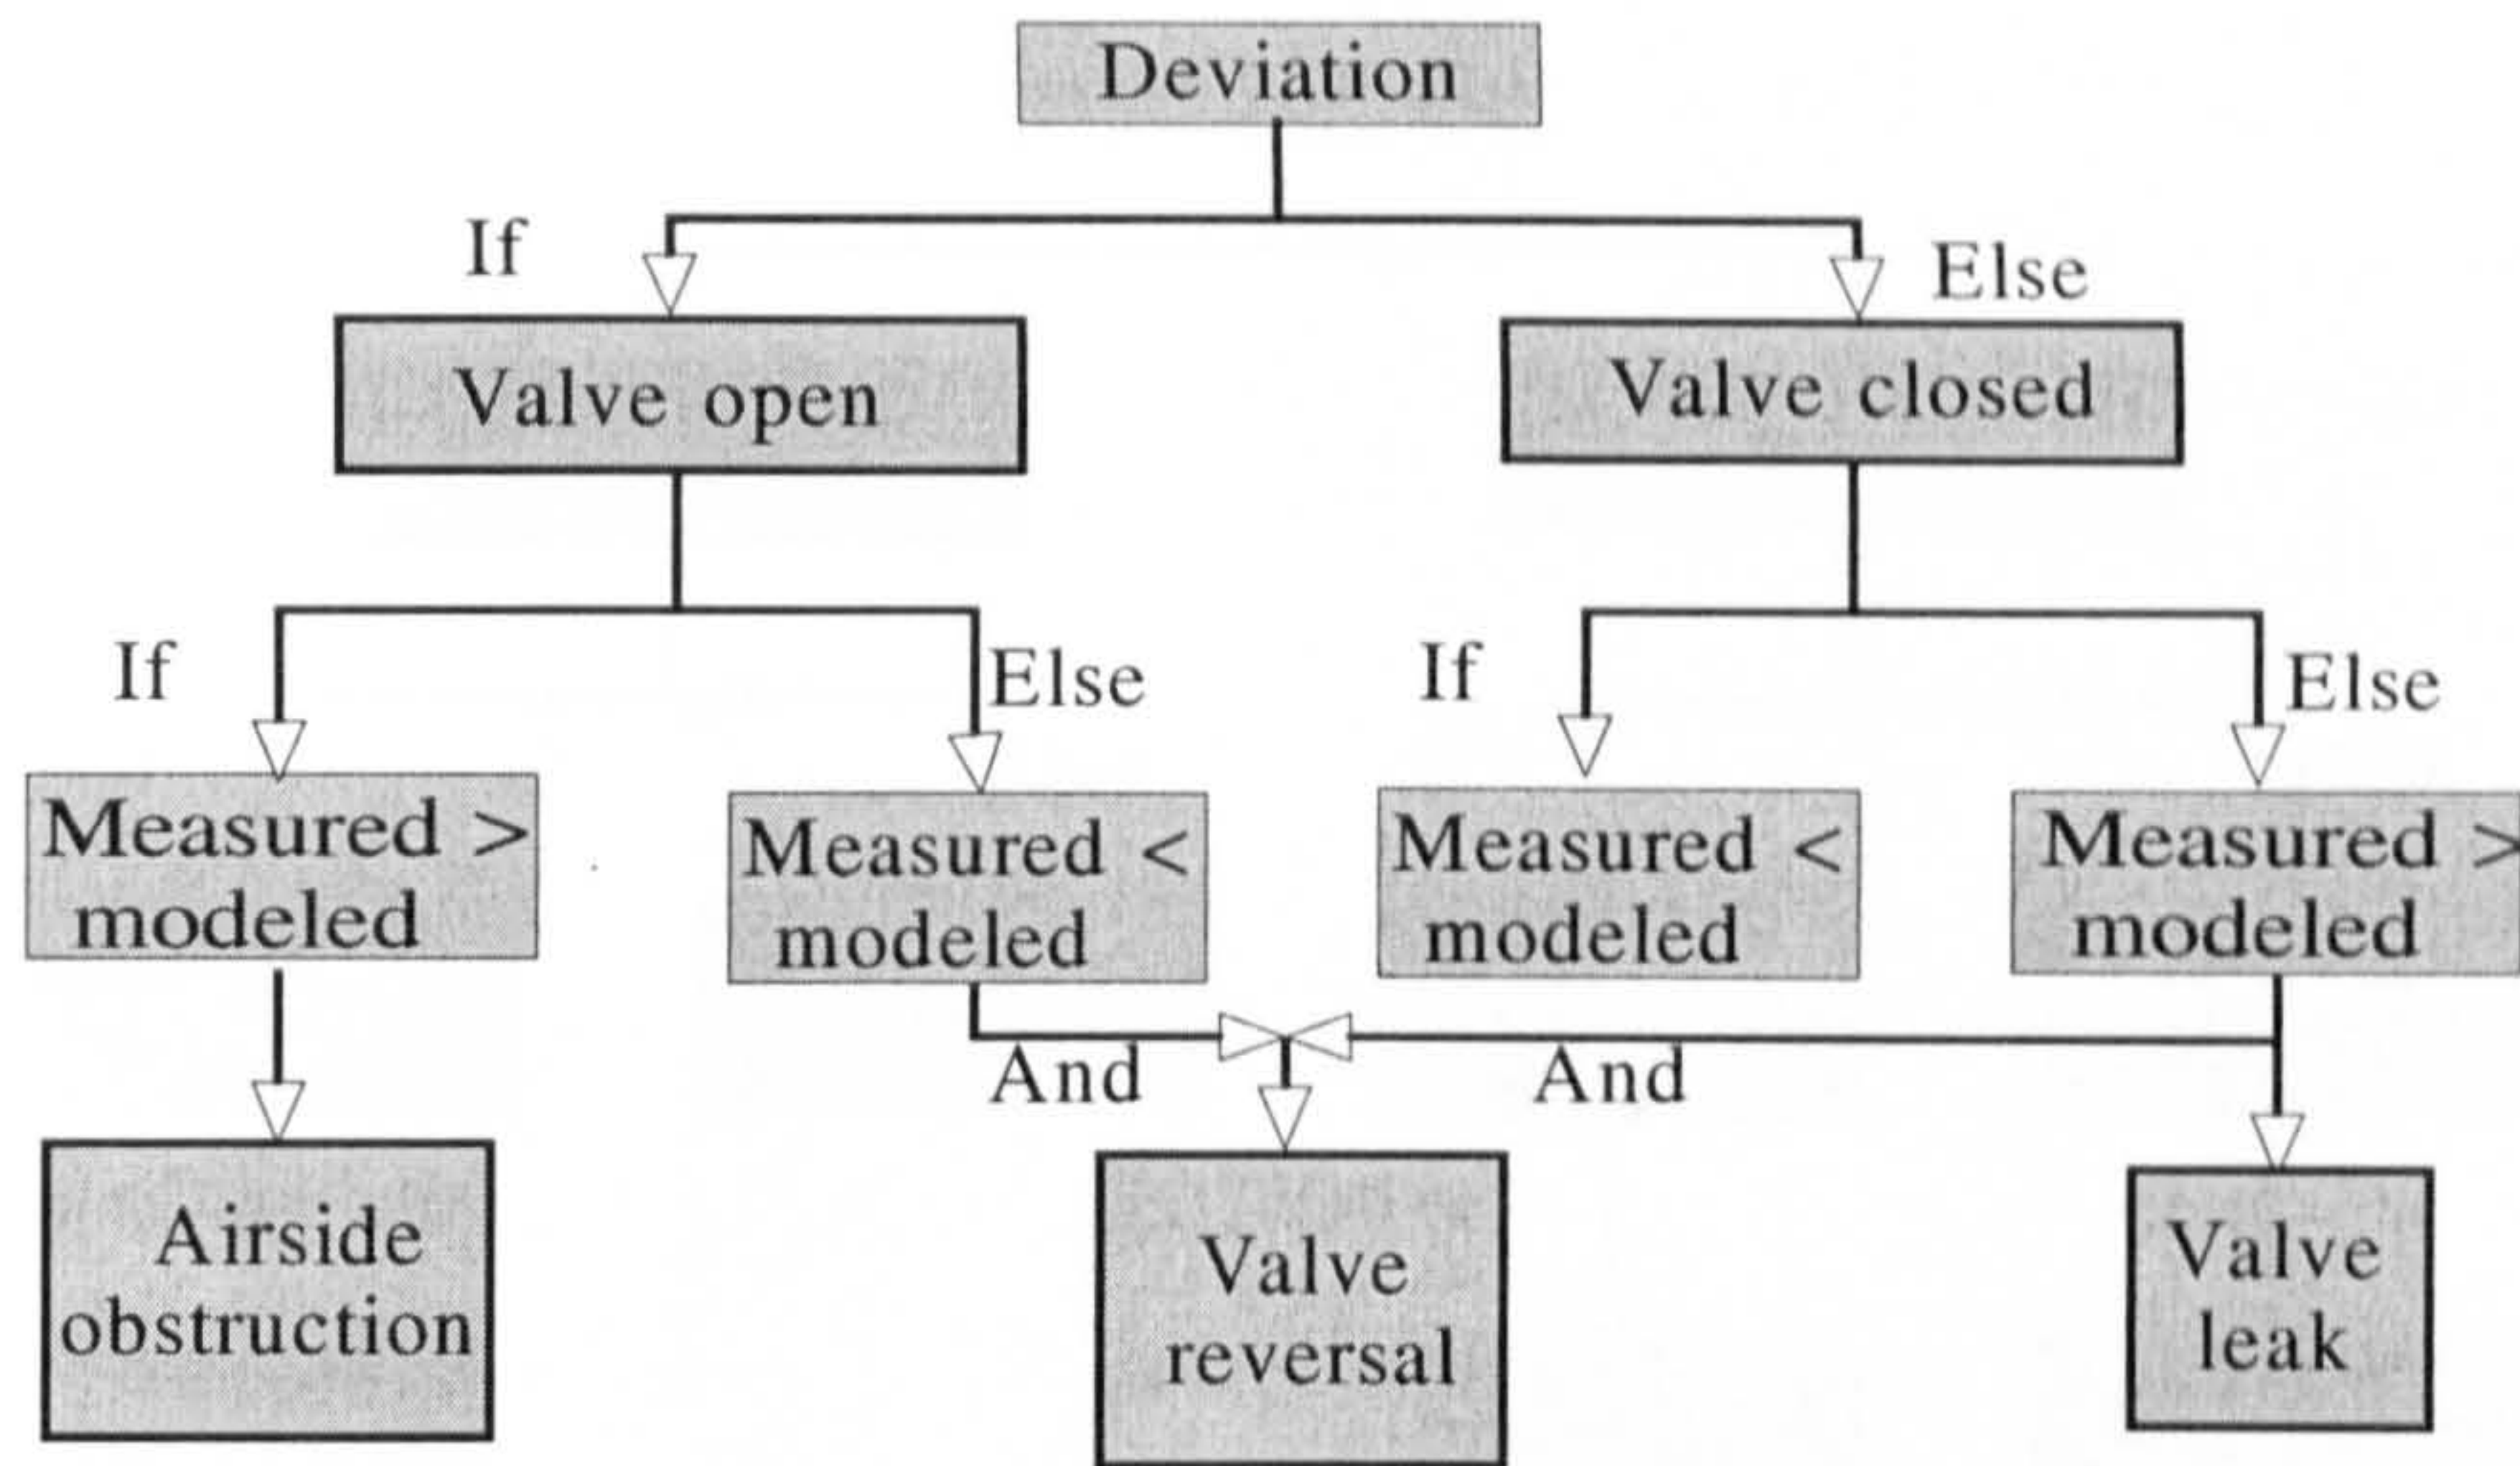 Deviation
If
Else
Valve open
Valve closed
If
Else
If
Else
Measured >
modeled
Measured <
modeled
Measured <
modeled
Measured >
modeled
And
And
Airside
obstruction
Valve
reversal
Valve
leak